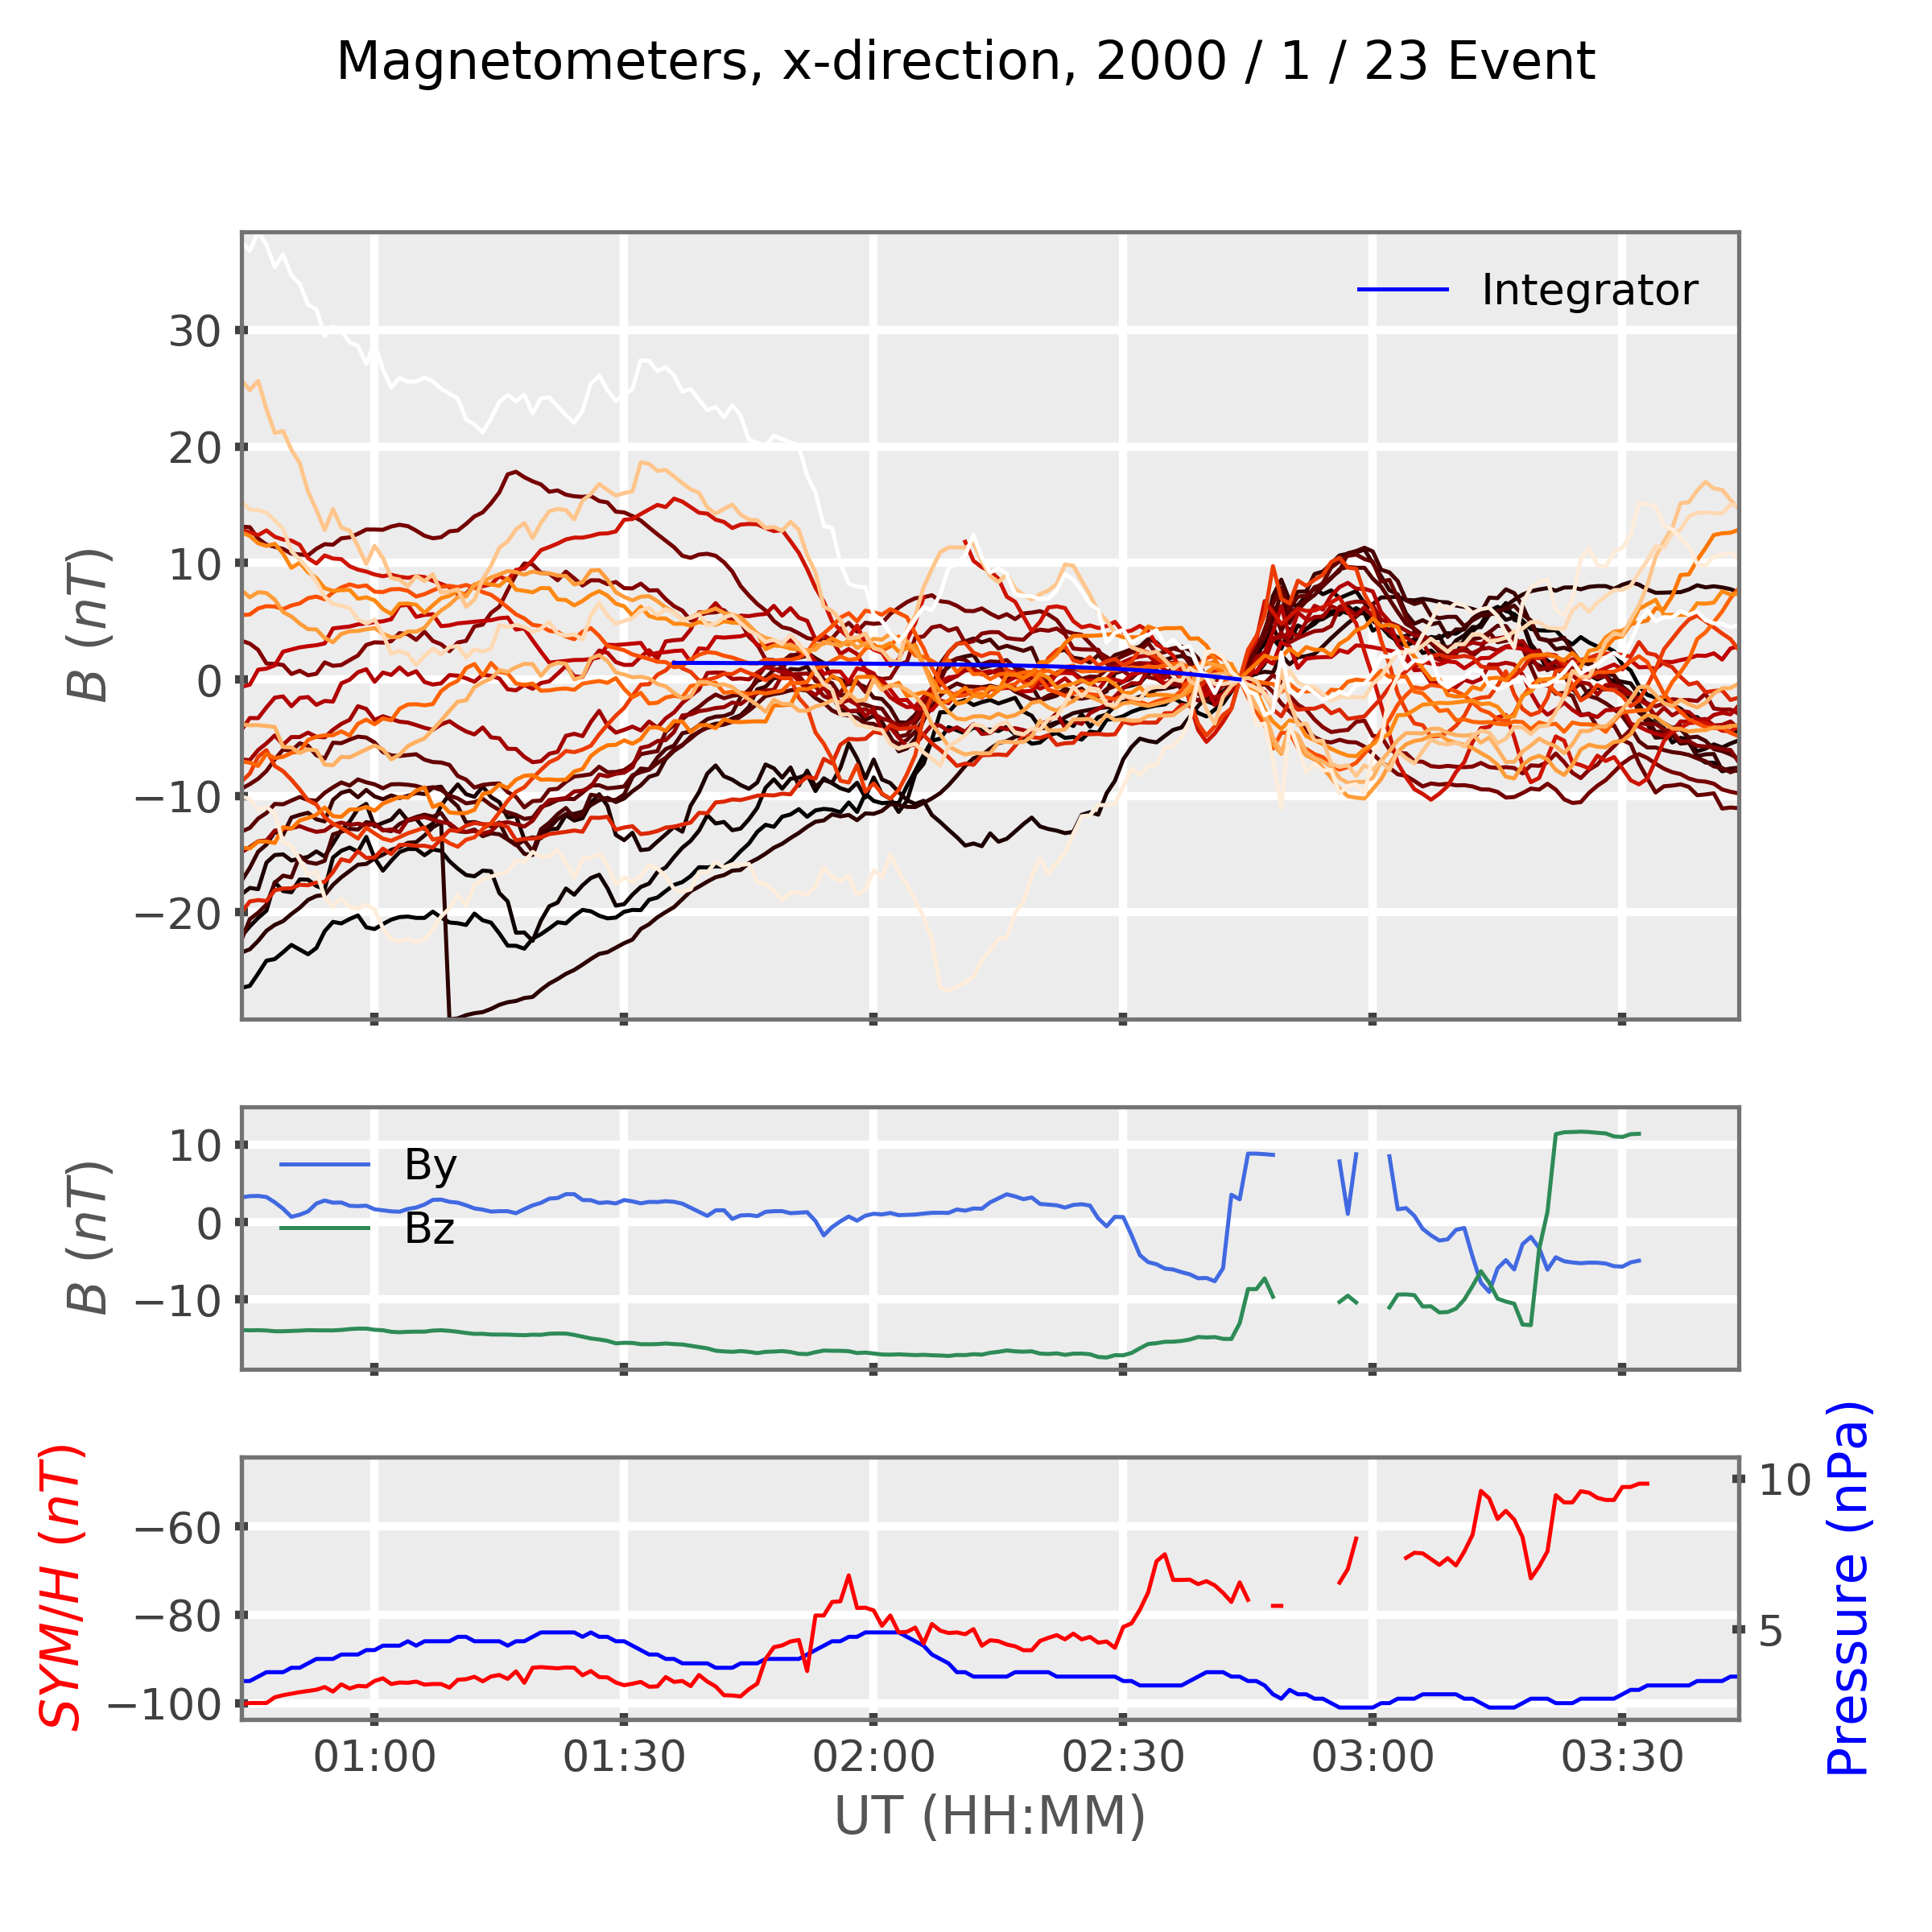 Magnetometers, x-direction, 2000 / 1 / 23 Event
B (nT)
30
20
10
0
−10
−20
Integrator
B (nT)
10
0
−10
By
Bz
SYM/H (nT)
−60
−80
−100
10
5
Pressure (nPa)
01:00 01:30 02:00 02:30 03:00 03:30
UT (HH:MM)